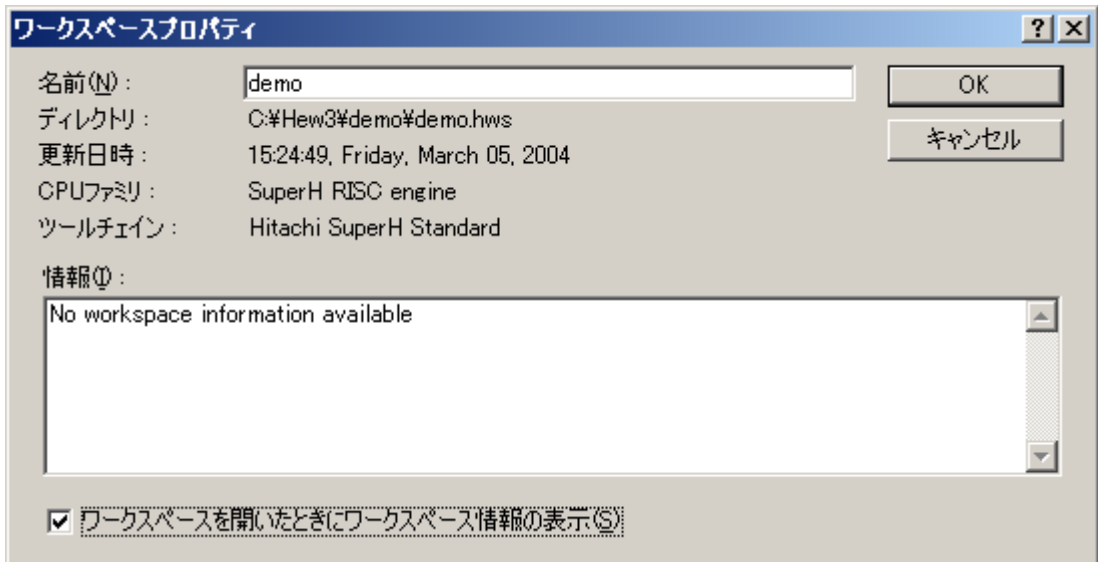 ワークスペースプロパティ
名前(N) : demo OK
ディレクトリ : C:¥Hew3¥demo¥demo.hws
キャンセル
更新日時 : 15:24:49, Friday, March 05, 2004
CPUファミリ : SuperH RISC engine
ツールチェイン : Hitachi SuperH Standard
情報(I) :
No workspace information available
ワークスペースを開いたときにワークスペース情報の表示(S)